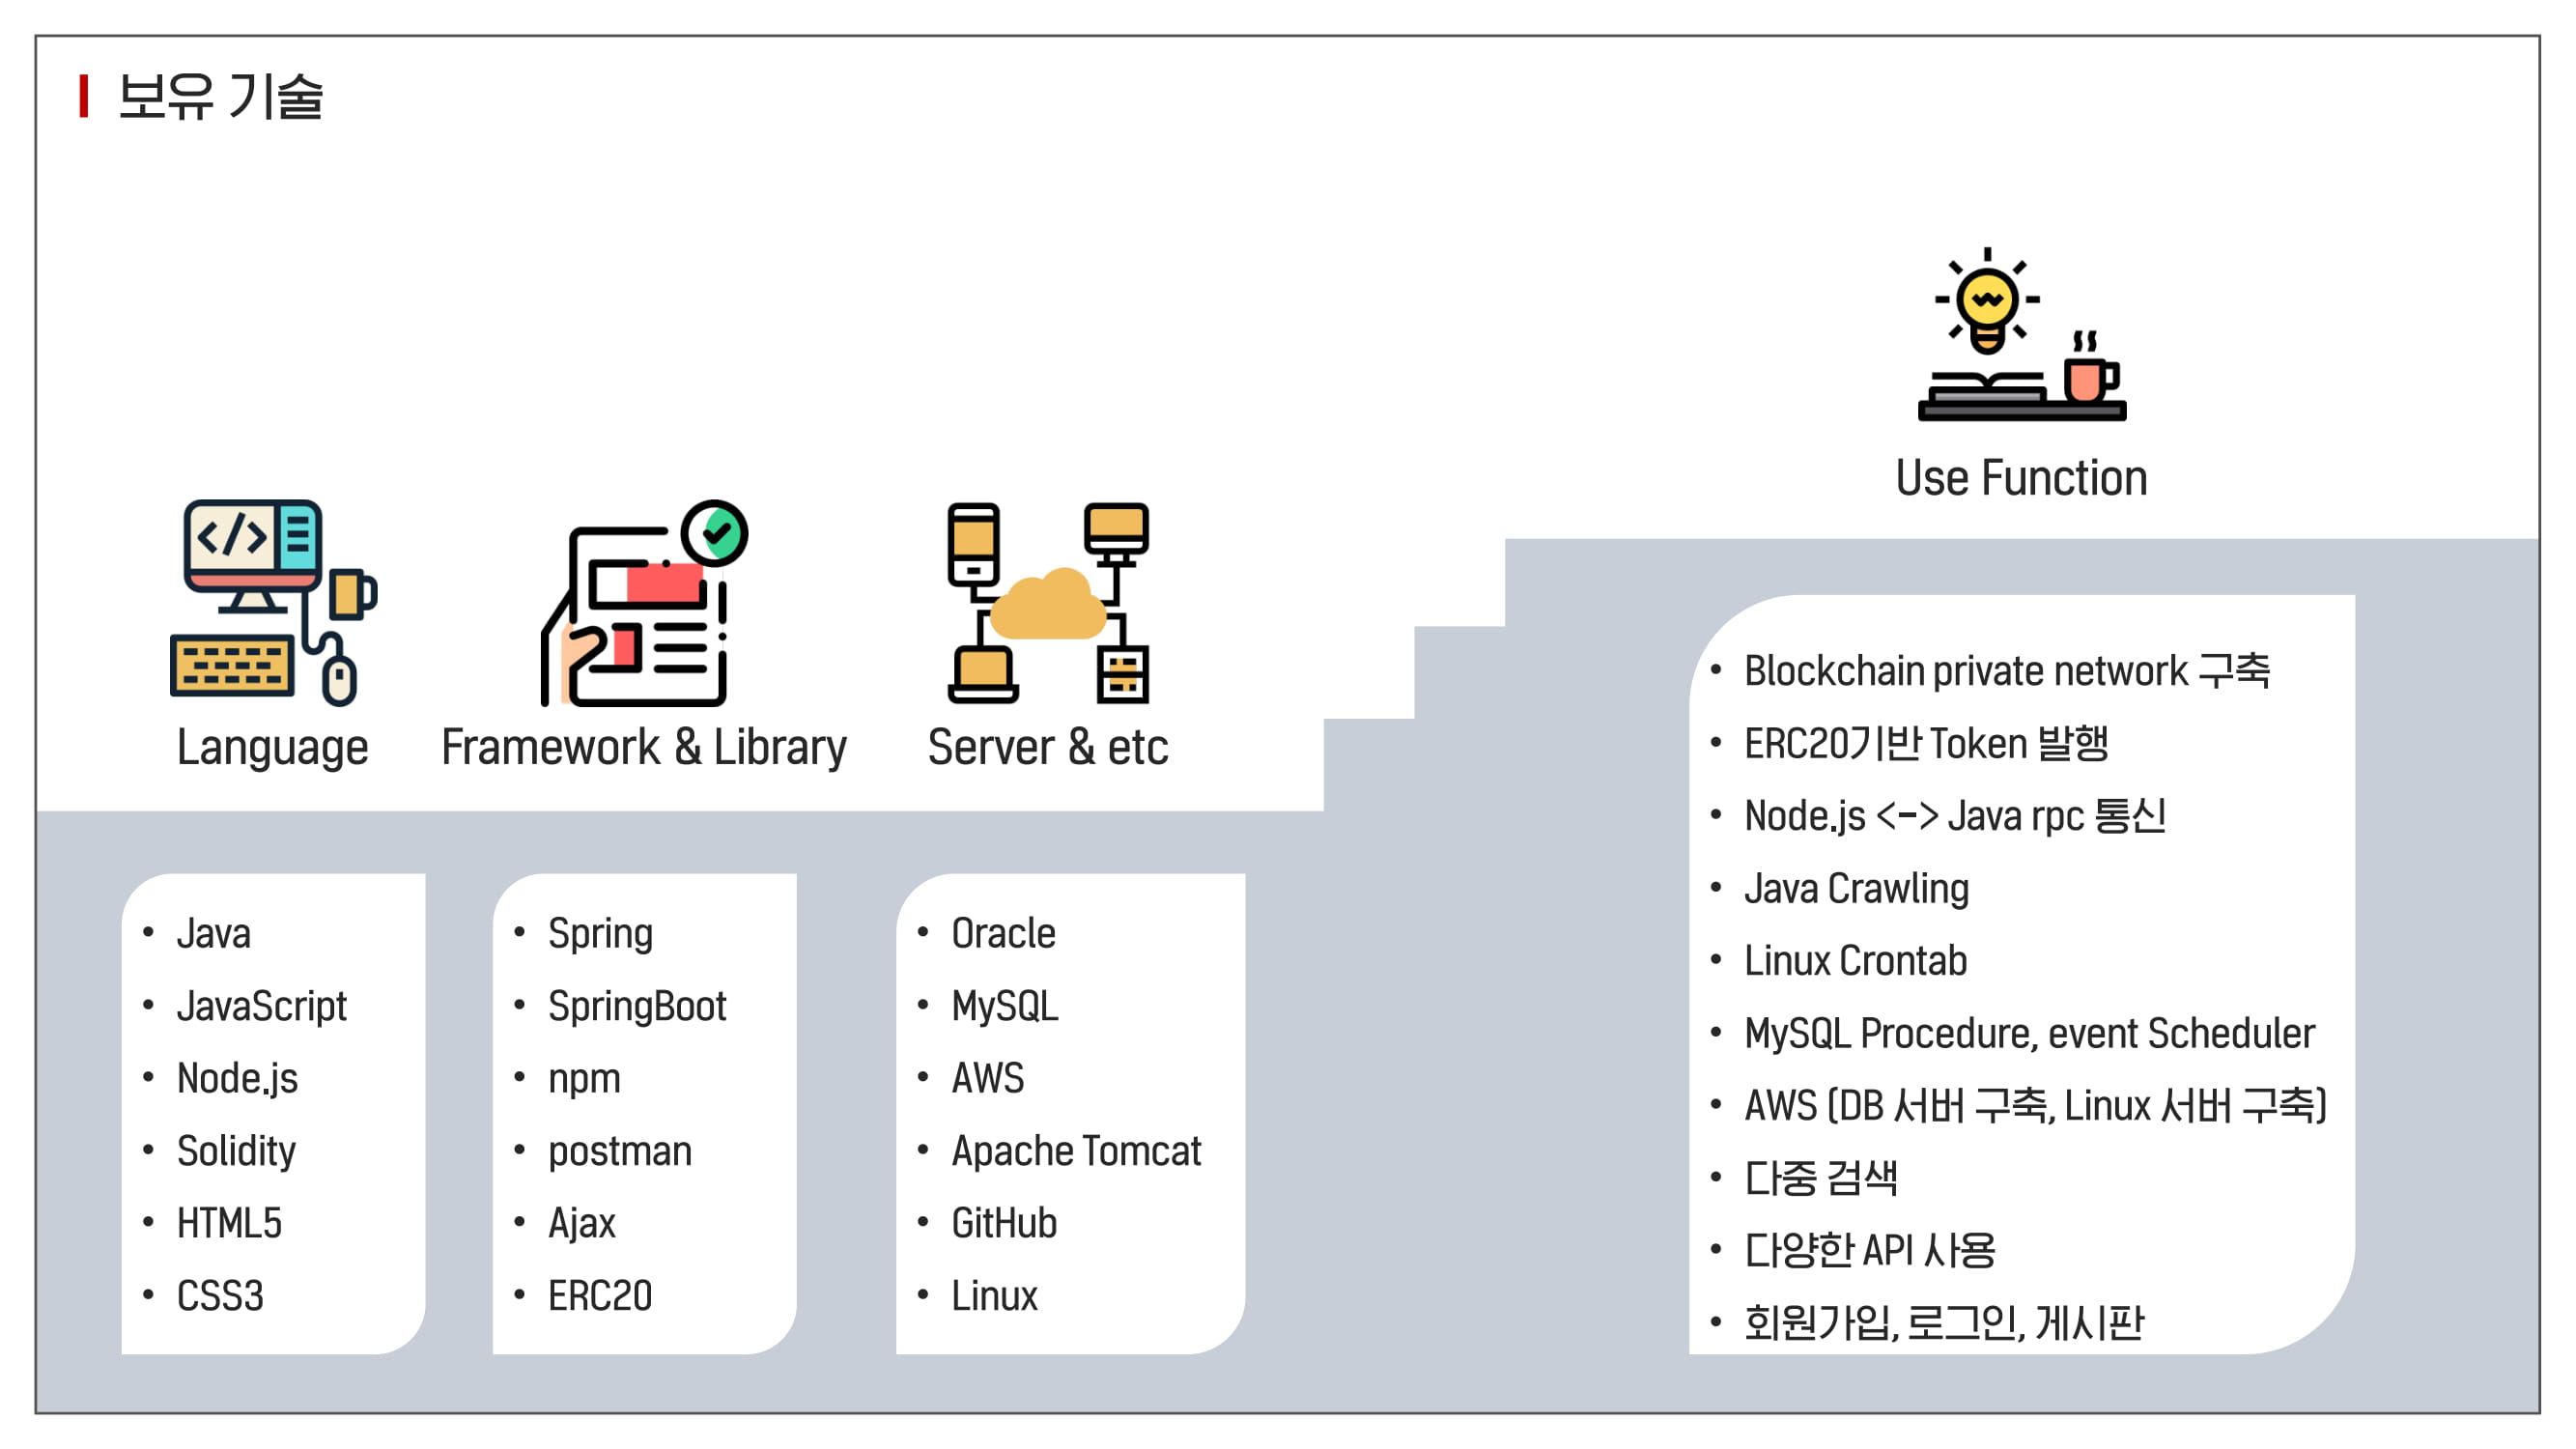 보유 기술
Language
• Java
• JavaScript
• Node.js
• Solidity
• HTML5
• CSS3
Framework & Library
• Spring
• SpringBoot
• npm
• postman
• Ajax
• ERC20
Server & etc
• Oracle
• MySQL
• AWS
• Apache Tomcat
• GitHub
• Linux
Use Function
• Blockchain private network 구축
• ERC20기반 Token 발행
• Node.js <-> Java rpc 통신
• Java Crawling
• Linux Crontab
• MySQL Procedure, event Scheduler
• AWS (DB 서버 구축, Linux 서버 구축)
• 다중 검색
• 다양한 API 사용
• 회원가입, 로그인, 게시판